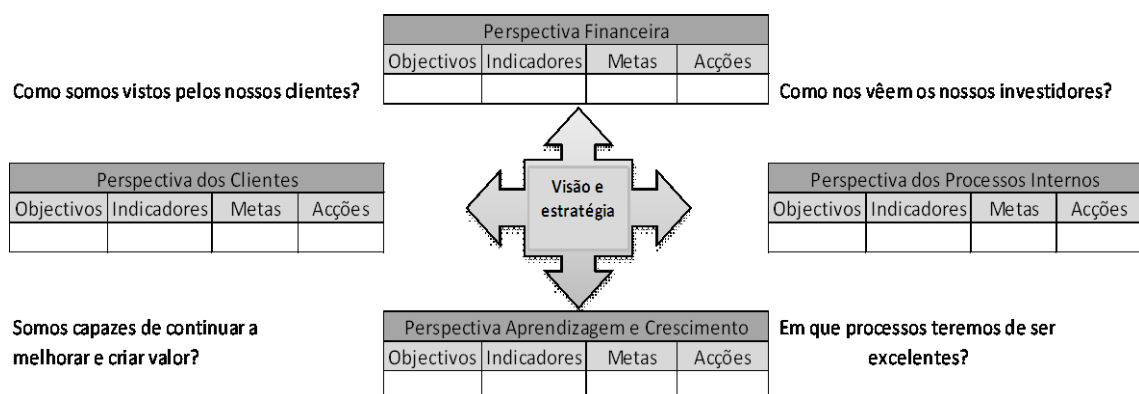 Perspectiva Financeira
Objectivos Indicadores Metas Acções
Como somos vistos pelos nossos clientes?
Como nos vêem os nossos investidores?
Perspectiva dos Clientes
Objectivos Indicadores Metas Acções
Visão e
estratégia
Perspectiva dos Processos Internos
Objectivos Indicadores Metas Acções
Somos capazes de continuar a
melhorar e criar valor?
Perspectiva Aprendizagem e Crescimento
Objectivos Indicadores Metas Acções
Em que processos teremos de ser
excelentes?